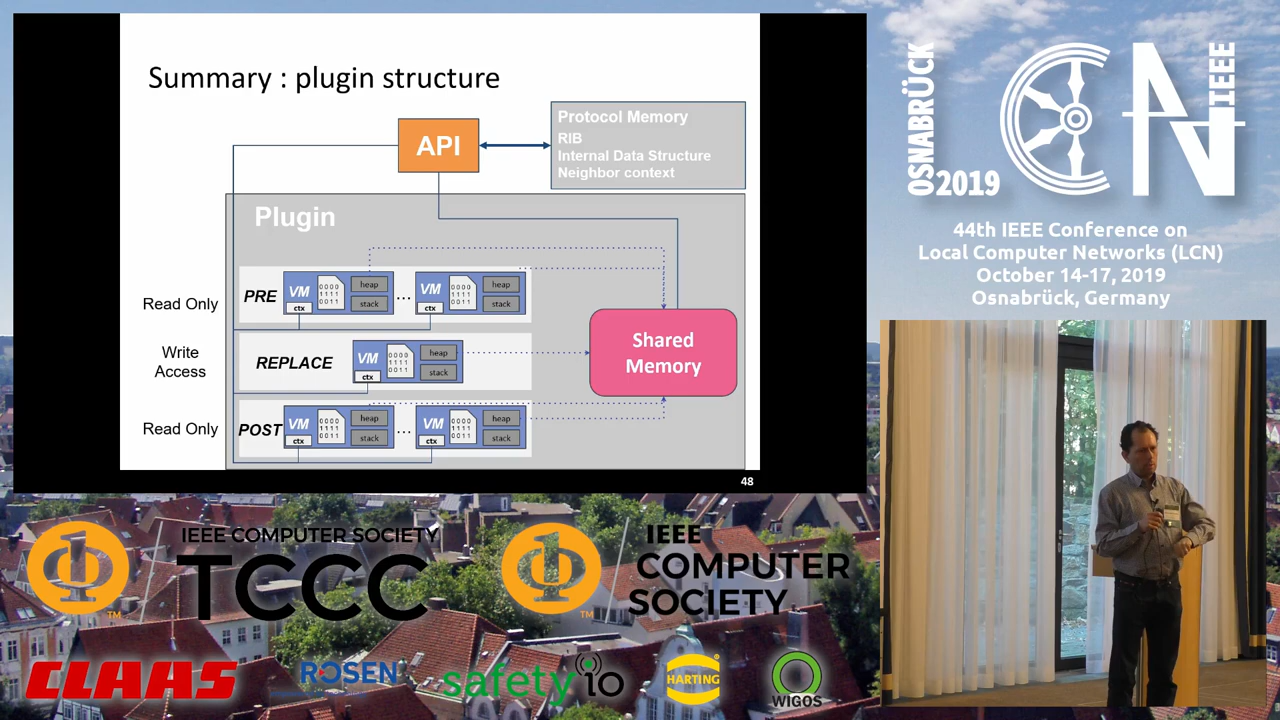 Summary : plugin structure
API
Protocol Memory
RIB
Internal Data Structure
Neighbor context
Plugin
Read Only
PRE
VM
ctx
0000
1111
0011
heap
stack
...
VM
ctx
0000
1111
0011
heap
stack
Write
Access
REPLACE
VM
ctx
0000
1111
0011
heap
stack
Shared
Memory
Read Only
POST
VM
ctx
0000
1111
0011
heap
stack
...
VM
ctx
0000
1111
0011
heap
stack
48
OSNABRÜCK
2019
LCN
IEEE
44th IEEE Conference on
Local Computer Networks (LCN)
October 14-17, 2019
Osnabrück, Germany
IEEE COMPUTER SOCIETY
TCCC
TM
IEEE
COMPUTER
SOCIETY
TM
CLAAS
ROSEN
safetyio
HARTING
WIGOS